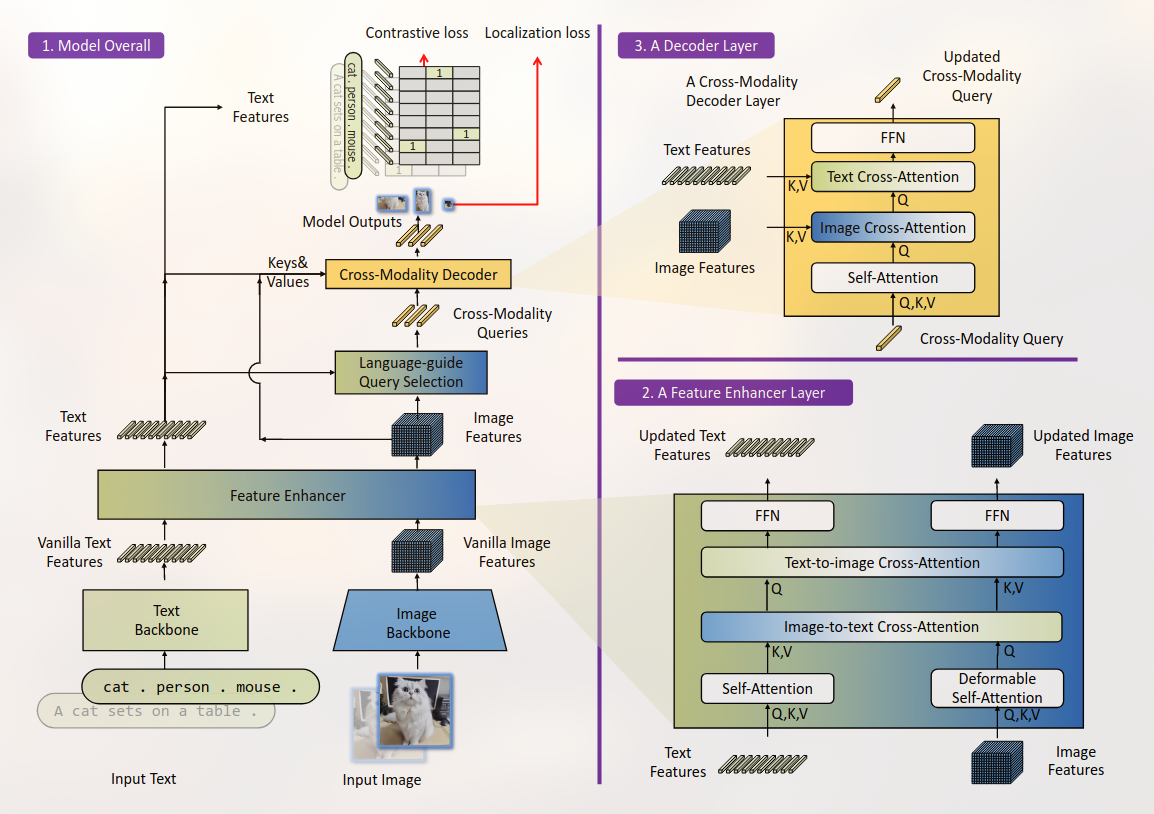 1. Model Overall
Contrastive loss
Localization loss
cat . person . mouse .
A cat sets on a table .
1
1
1
1
Text
Features
Model Outputs
Keys&
Values
Cross-Modality Decoder
Cross-Modality
Queries
Language-guide
Query Selection
Text
Features
Image
Features
Feature Enhancer
Vanilla Text
Features
Vanilla Image
Features
Text
Backbone
Image
Backbone
cat . person . mouse .
A cat sets on a table .
Input Text
Input Image
3. A Decoder Layer
A Cross-Modality
Decoder Layer
Updated
Cross-Modality
Query
FFN
Text Features
K,V
Text Cross-Attention
Q
Image Features
K,V
Image Cross-Attention
Q
Self-Attention
Q,K,V
Cross-Modality Query
2. A Feature Enhancer Layer
Updated Text
Features
Updated Image
Features
FFN
FFN
Text-to-image Cross-Attention
Q
K,V
Image-to-text Cross-Attention
K,V
Q
Self-Attention
Deformable
Self-Attention
Q,K,V
Q,K,V
Text
Features
Image
Features